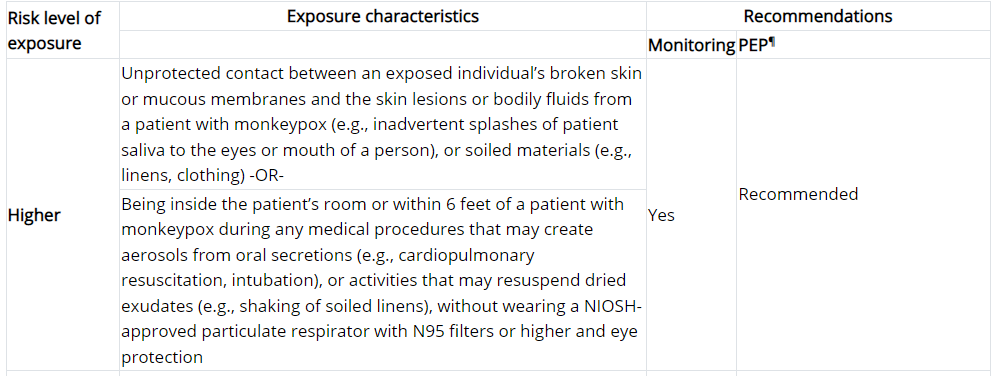 Risk level of
exposure
Exposure characteristics
Recommendations
Monitoring
PEP¶
Higher
Unprotected contact between an exposed individual’s broken skin
or mucous membranes and the skin lesions or bodily fluids from
a patient with monkeypox (e.g., inadvertent splashes of patient
saliva to the eyes or mouth of a person), or soiled materials (e.g.,
linens, clothing) -OR-
Being inside the patient’s room or within 6 feet of a patient with
monkeypox during any medical procedures that may create
aerosols from oral secretions (e.g., cardiopulmonary
resuscitation, intubation), or activities that may resuspend dried
exudates (e.g., shaking of soiled linens), without wearing a NIOSH-
approved particulate respirator with N95 filters or higher and eye
protection
Yes
Recommended